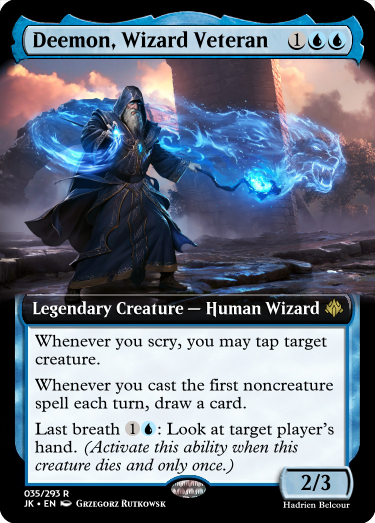 Deemon, Wizard Veteran 1
Legendary Creature — Human Wizard
Whenever you scry, you may tap target
creature.
Whenever you cast the first noncreature
spell each turn, draw a card.
Last breath 1: Look at target player's
hand. (Activate this ability when this
creature dies and only once.)
2/3
035/293 R
JK • EN Grzegorz Rutkowsk
Hadrien Belcour